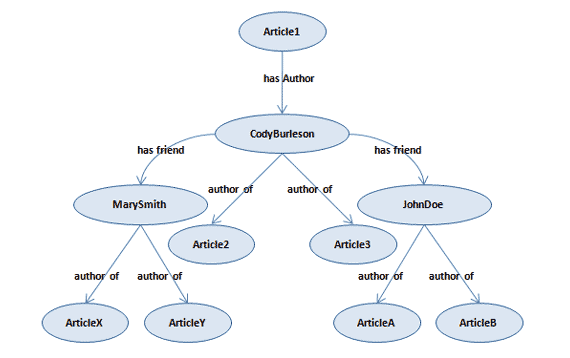 Article1
has Author
CodyBurleson
has friend
has friend
author of
author of
MarySmith
JohnDoe
Article2
Article3
author of
author of
author of
author of
ArticleX
ArticleY
ArticleA
ArticleB